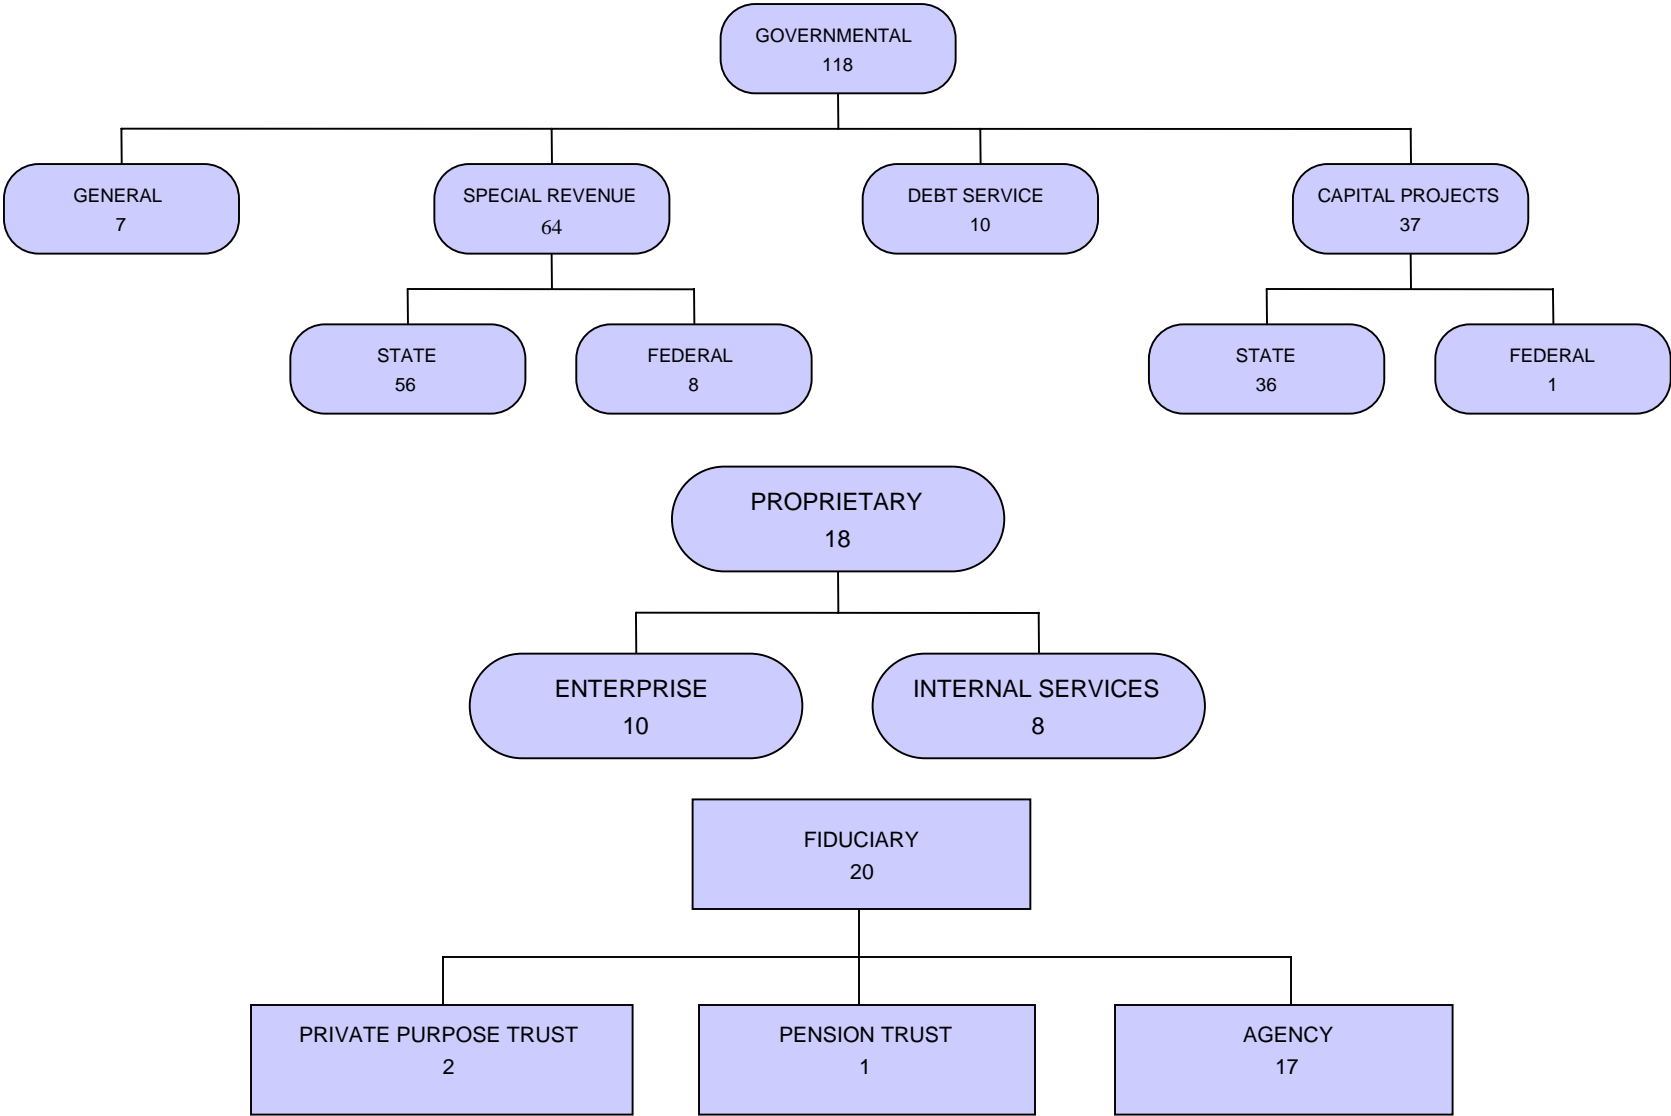 GOVERNMENTAL
118
GENERAL
7
SPECIAL REVENUE
64
DEBT SERVICE
10
CAPITAL PROJECTS
37
STATE
56
FEDERAL
8
STATE
36
FEDERAL
1
PROPRIETARY
18
ENTERPRISE
10
INTERNAL SERVICES
8
FIDUCIARY
20
PRIVATE PURPOSE TRUST
2
PENSION TRUST
1
AGENCY
17